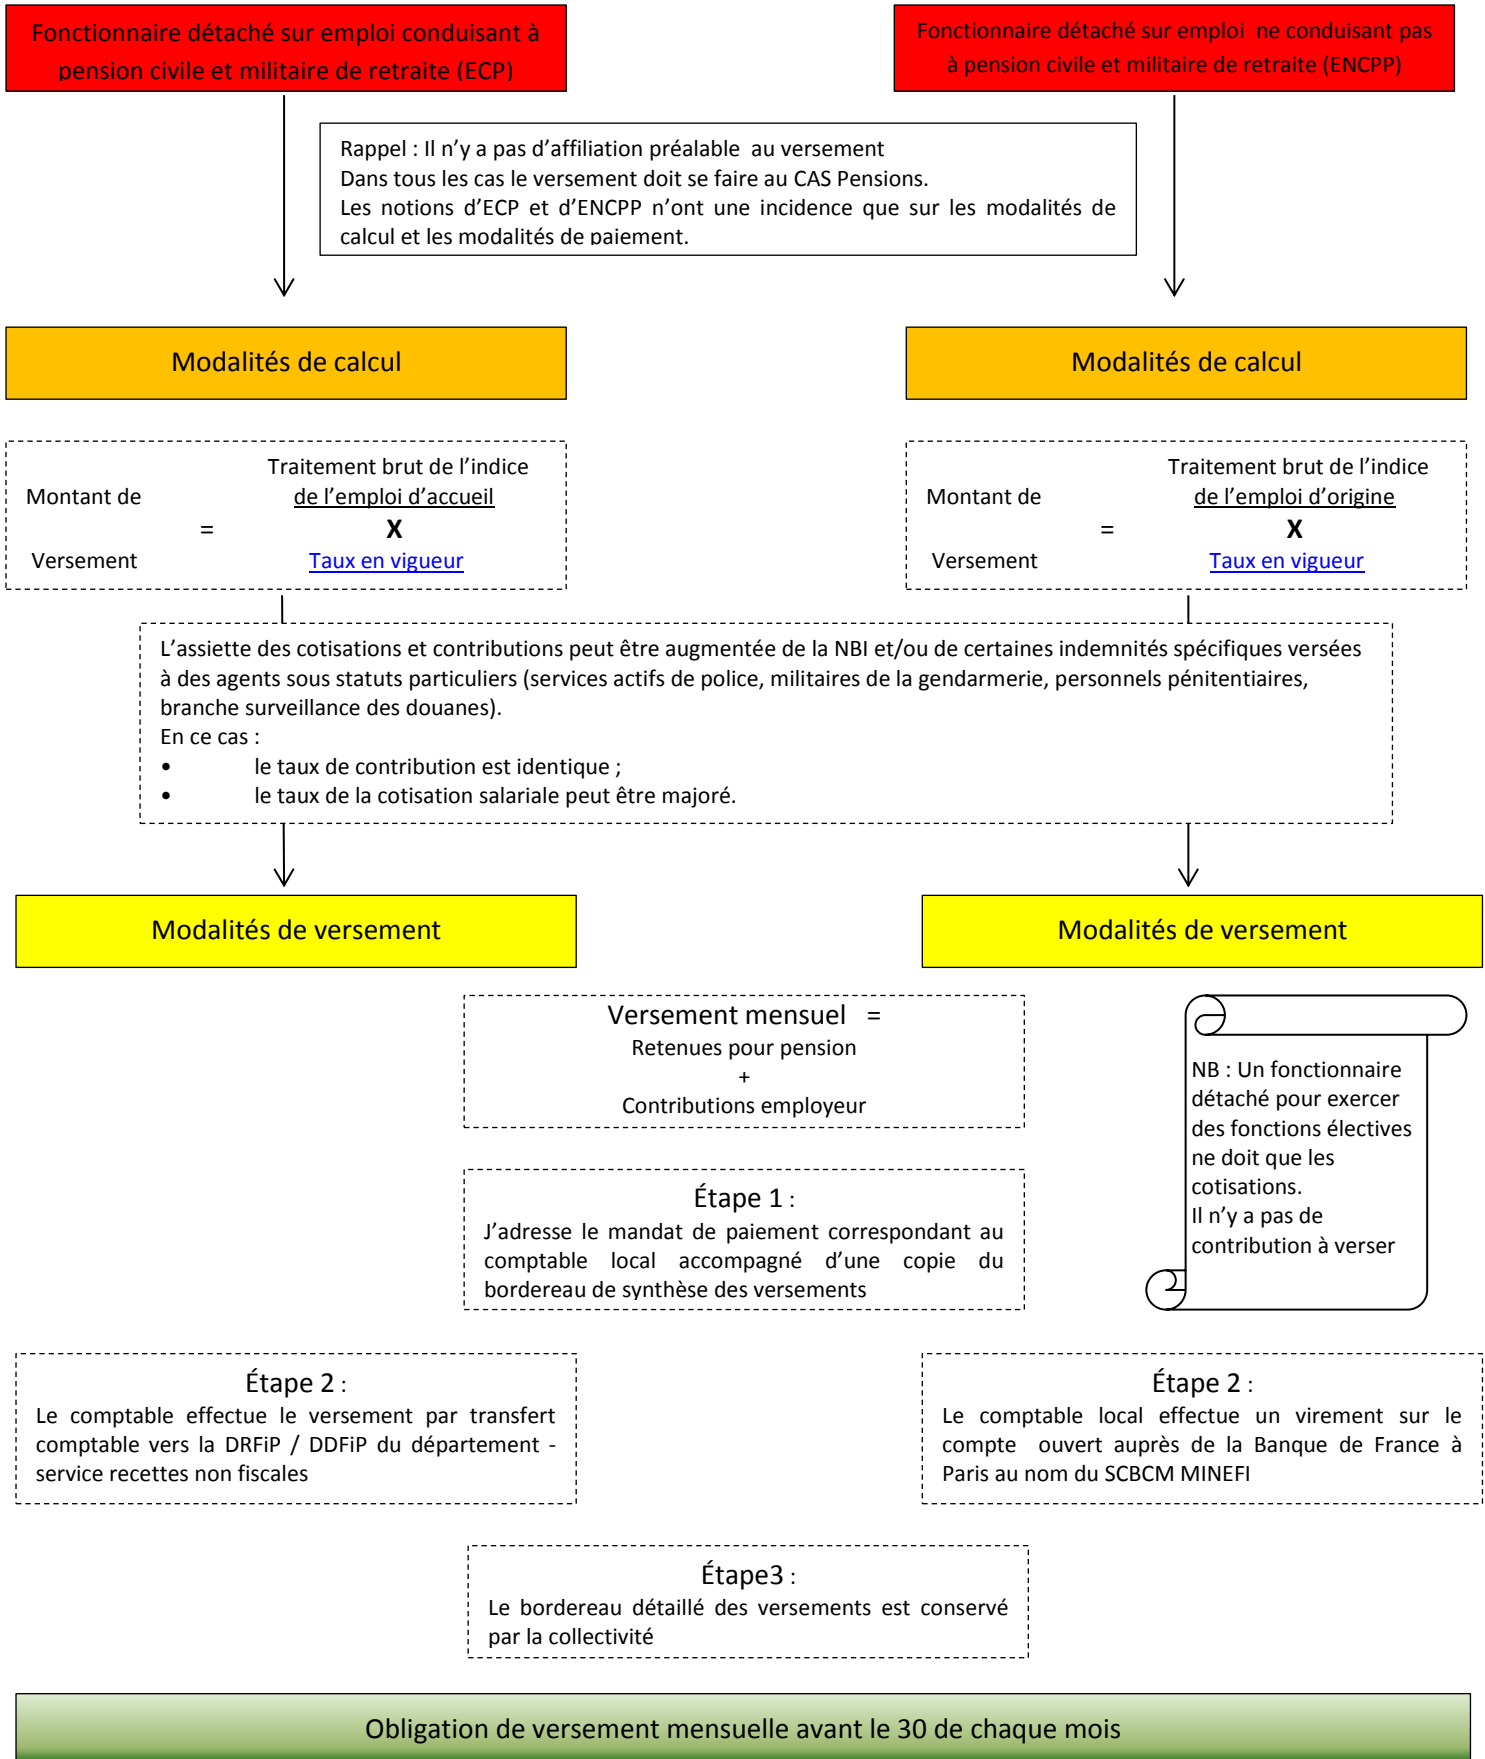 Fonctionnaire détaché sur emploi conduisant à
pension civile et militaire de retraite (ECP)
Fonctionnaire détaché sur emploi ne conduisant pas
à pension civile et militaire de retraite (ENCPP)
Rappel : Il n’y a pas d’affiliation préalable au versement
Dans tous les cas le versement doit se faire au CAS Pensions.
Les notions d’ECP et d’ENCPP n’ont une incidence que sur les modalités de
calcul et les modalités de paiement.
Modalités de calcul
Modalités de calcul
Traitement brut de l’indice
Montant de de l’emploi d’accueil
= X
Versement Taux en vigueur
Traitement brut de l’indice
Montant de de l’emploi d’origine
= X
Versement Taux en vigueur
L’assiette des cotisations et contributions peut être augmentée de la NBI et/ou de certaines indemnités spécifiques versées
à des agents sous statuts particuliers (services actifs de police, militaires de la gendarmerie, personnels pénitentiaires,
branche surveillance des douanes).
En ce cas :
• le taux de contribution est identique ;
• le taux de la cotisation salariale peut être majoré.
Modalités de versement
Modalités de versement
Versement mensuel =
Retenues pour pension
+
Contributions employeur
NB : Un fonctionnaire
détaché pour exercer
des fonctions électives
ne doit que les
cotisations.
Il n’y a pas de
contribution à verser
Étape 1 :
J’adresse le mandat de paiement correspondant au
comptable local accompagné d’une copie du
bordereau de synthèse des versements
Étape 2 :
Le comptable effectue le versement par transfert
comptable vers la DRFiP / DDFiP du département -
service recettes non fiscales
Étape 2 :
Le comptable local effectue un virement sur le
compte ouvert auprès de la Banque de France à
Paris au nom du SCBCM MINEFI
Étape3 :
Le bordereau détaillé des versements est conservé
par la collectivité
Obligation de versement mensuelle avant le 30 de chaque mois